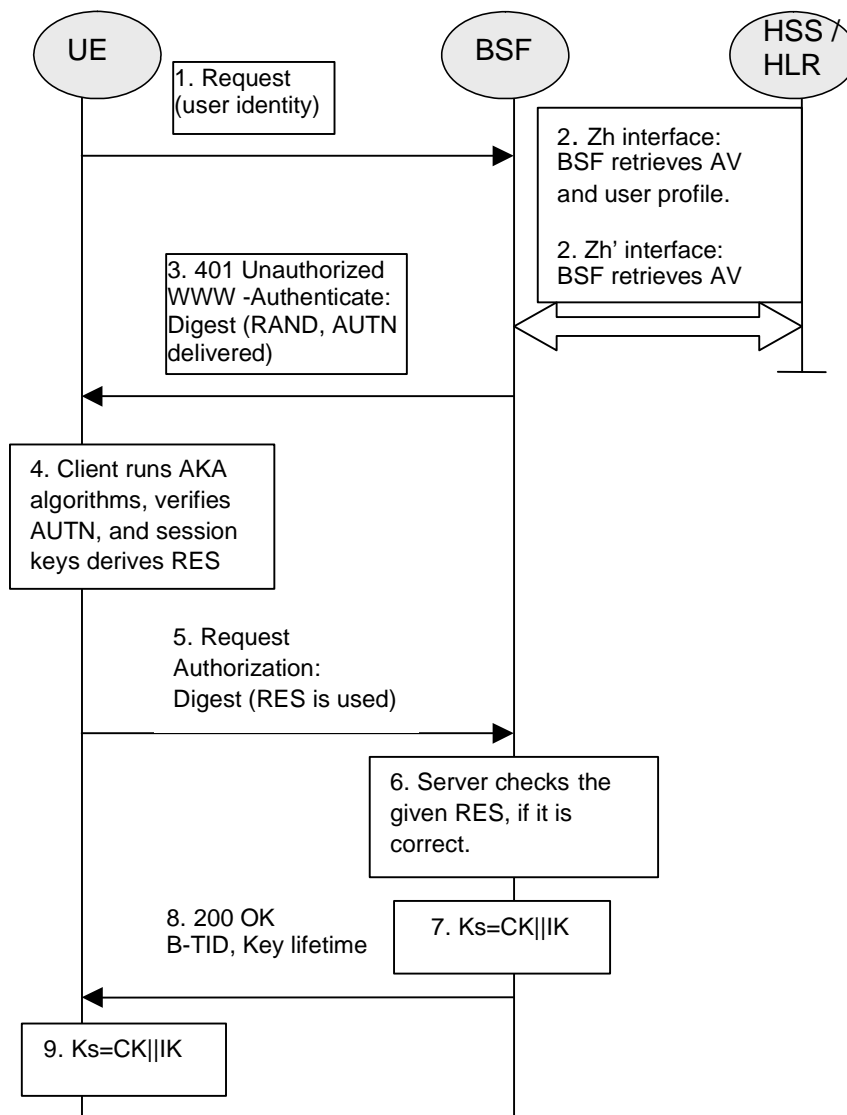 UE
BSF
HSS /
HLR
1. Request
(user identity)
2. Zh interface:
BSF retrieves AV
and user profile.
2. Zh’ interface:
BSF retrieves AV
3. 401 Unauthorized
WWW -Authenticate:
Digest (RAND, AUTN
delivered)
4. Client runs AKA
algorithms, verifies
AUTN, and session
keys derives RES
5. Request
Authorization:
Digest (RES is used)
6. Server checks the
given RES, if it is
correct.
7. Ks=CK||IK
8. 200 OK
B-TID, Key lifetime
9. Ks=CK||IK